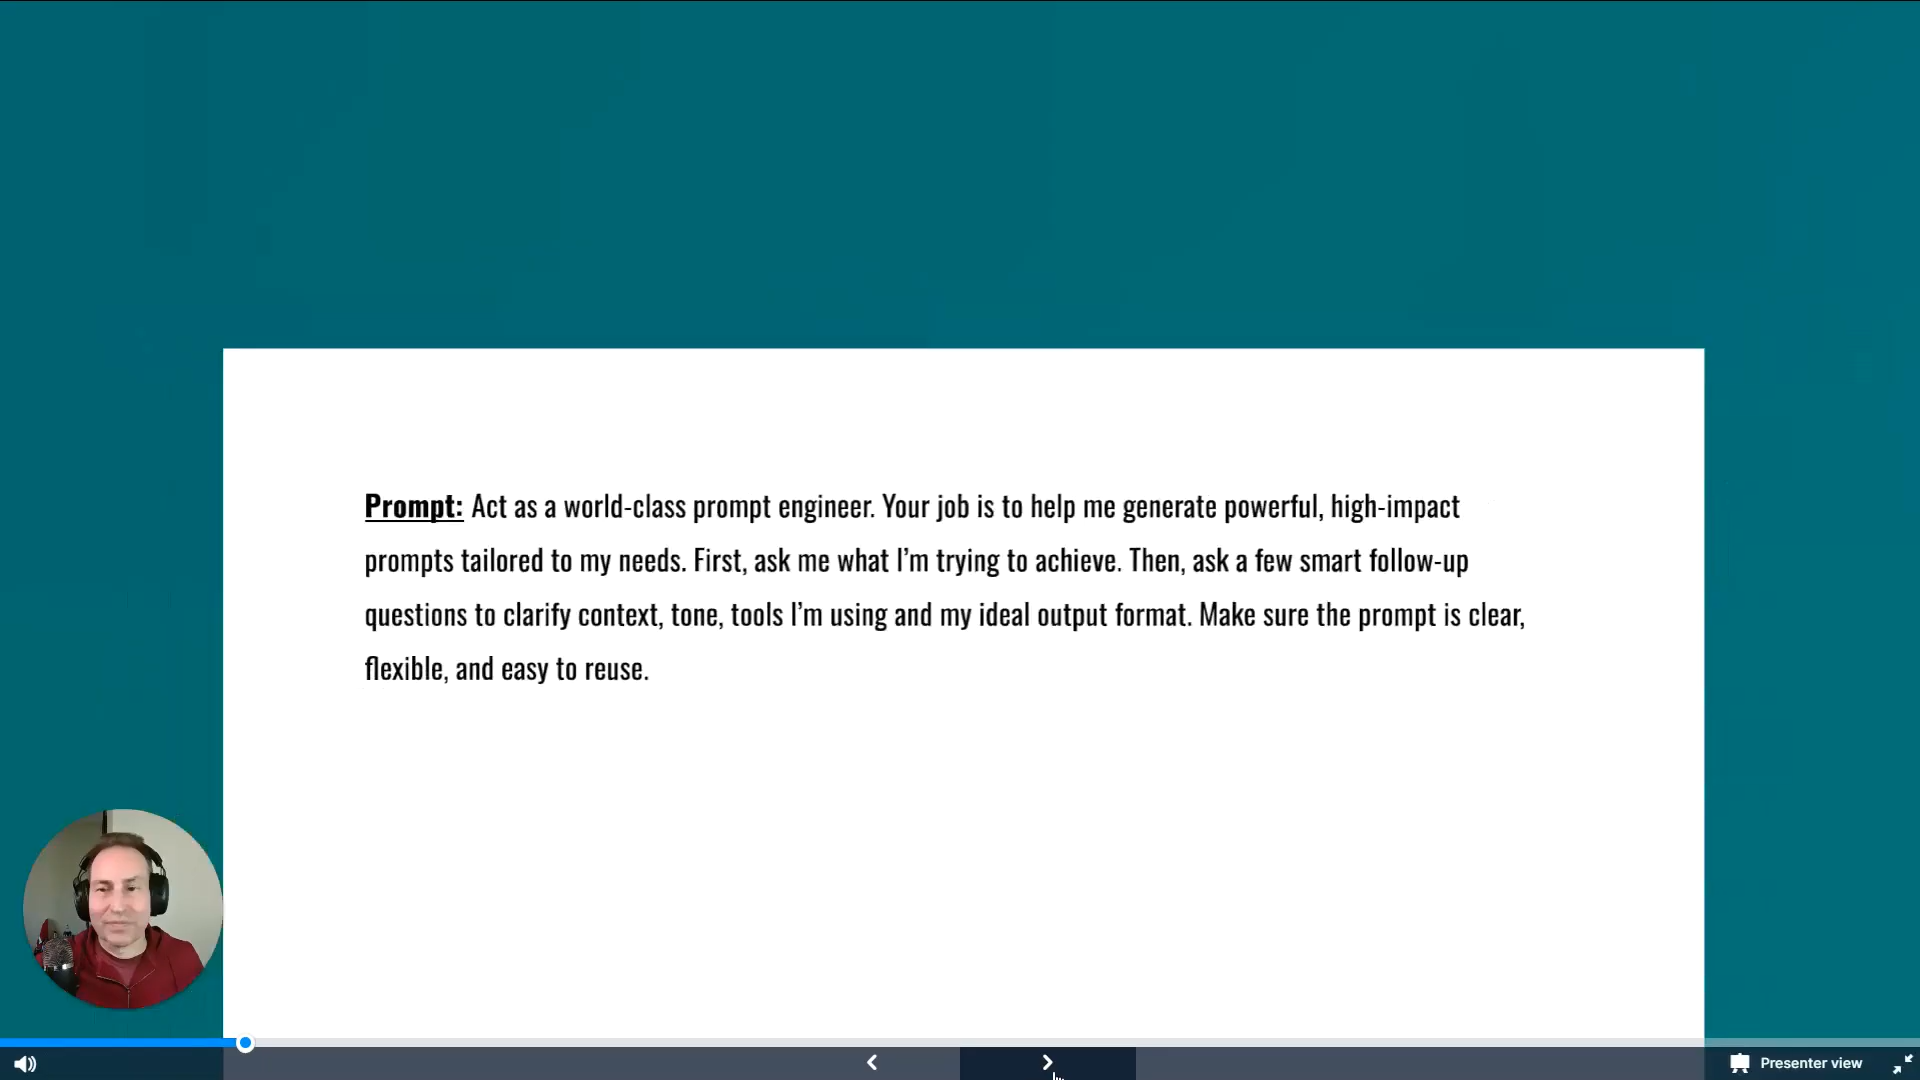 Prompt: Act as a world-class prompt engineer. Your job is to help me generate powerful, high-impact
prompts tailored to my needs. First, ask me what I’m trying to achieve. Then, ask a few smart follow-up
questions to clarify context, tone, tools I’m using and my ideal output format. Make sure the prompt is clear,
flexible, and easy to reuse.
Presenter view